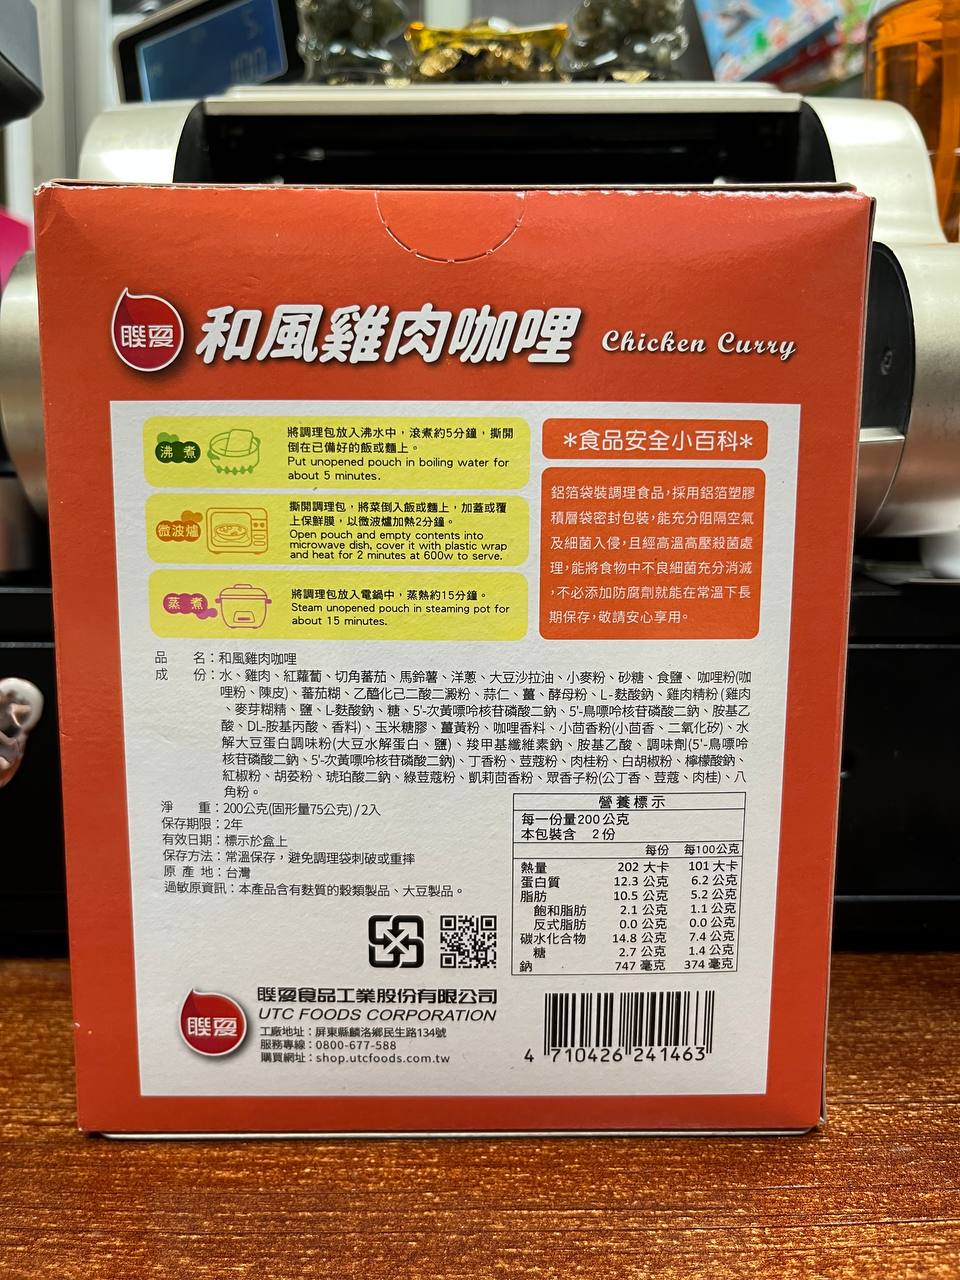 聯夏
和風雞肉咖哩 Chicken Curry
沸煮
將調理包放入沸水中，滾煮約5分鐘，撕開
倒在已備好的飯或麵上。
Put unopened pouch in boiling water for
about 5 minutes.
微波爐
撕開調理包，將菜倒入飯或麵上，加蓋或覆
上保鮮膜，以微波爐加熱2分鐘。
Open pouch and empty contents into
microwave dish, cover it with plastic wrap
and heat for 2 minutes at 600w to serve.
蒸煮
將調理包放入電鍋中，蒸熱約15分鐘。
Steam unopened pouch in steaming pot for
about 15 minutes.
＊食品安全小百科＊
鋁箔袋裝調理食品，採用鋁箔塑膠
積層袋密封包裝，能充分阻隔空氣
及細菌入侵，且經高溫高壓殺菌處
理，能將食物中不良細菌充分消滅
，不必添加防腐劑就能在常溫下長
期保存，敬請安心享用。
品　　名：和風雞肉咖哩
成　　份：水、雞肉、紅蘿蔔、切角蕃茄、馬鈴薯、洋蔥、大豆沙拉油、小麥粉、砂糖、食鹽、咖哩粉(咖
哩粉、陳皮)、蕃茄糊、乙醯化己二酸二澱粉、蒜仁、薑、酵母粉、L-麩酸鈉、雞肉精粉(雞肉
、麥芽糊精、鹽、L-麩酸鈉、糖、5'-次黃嘌呤核苷磷酸二鈉、5'-鳥嘌呤核苷磷酸二鈉、胺基乙
酸、DL-胺基丙酸、香料)、玉米糖膠、薑黃粉、咖哩香料、小茴香粉(小茴香、二氧化矽)、水
解大豆蛋白調味粉(大豆水解蛋白、鹽)、羧甲基纖維素鈉、胺基乙酸、調味劑(5'-鳥嘌呤
核苷磷酸二鈉、5'-次黃嘌呤核苷磷酸二鈉)、丁香粉、荳蔻粉、肉桂粉、白胡椒粉、檸檬酸鈉、
紅椒粉、胡荽粉、琥珀酸二鈉、綠荳蔻粉、凱莉茴香粉、眾香子粉(公丁香、荳蔻、肉桂)、八
角粉。
淨　　重：200公克(固形量75公克)/2入
保存期限：2年
有效日期：標示於盒上
保存方法：常溫保存，避免調理袋刺破或重摔
原 產 地：台灣
過敏原資訊：本產品含有麩質的穀類製品、大豆製品。
營養標示
每一份量200公克
本包裝含 2份
每份 每100公克
熱量 202 大卡 101 大卡
蛋白質 12.3 公克 6.2 公克
脂肪 10.5 公克 5.2 公克
飽和脂肪 2.1 公克 1.1 公克
反式脂肪 0.0 公克 0.0 公克
碳水化合物 14.8 公克 7.4 公克
糖 2.7 公克 1.4 公克
鈉 747 毫克 374 毫克
聯夏
聯夏食品工業股份有限公司
UTC FOODS CORPORATION
工廠地址：屏東縣麟洛鄉民生路134號
服務專線：0800-677-588
購買網址：shop.utcfoods.com.tw
4 710426 241463